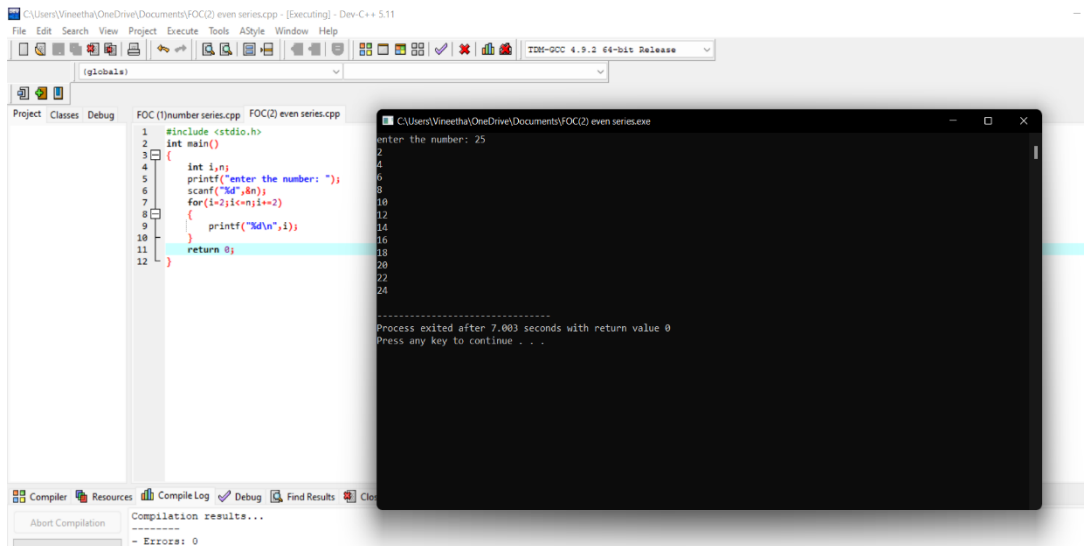 C:\Users\Vineetha\OneDrive\Documents\FOC(2) even series.cpp - [Executing] - Dev-C++ 5.11
File Edit Search View Project Execute Tools AStyle Window Help
TDM-GCC 4.9.2 64-bit Release
(globals)
Project Classes Debug
FOC (1)number series.cpp FOC(2) even series.cpp
1 #include <stdio.h>
2 int main()
3 {
4 int i,n;
5 printf("enter the number: ");
6 scanf("%d",&n);
7 for(i=2;i<=n;i+=2)
8 {
9 printf("%d\n",i);
10 }
11 return 0;
12 }
C:\Users\Vineetha\OneDrive\Documents\FOC(2) even series.exe
enter the number: 25
2
4
6
8
10
12
14
16
18
20
22
24
--------------------------------
Process exited after 7.003 seconds with return value 0
Press any key to continue . . .
Compiler Resources Compile Log Debug Find Results Clo
Abort Compilation
Compilation results...
--------
- Errors: 0